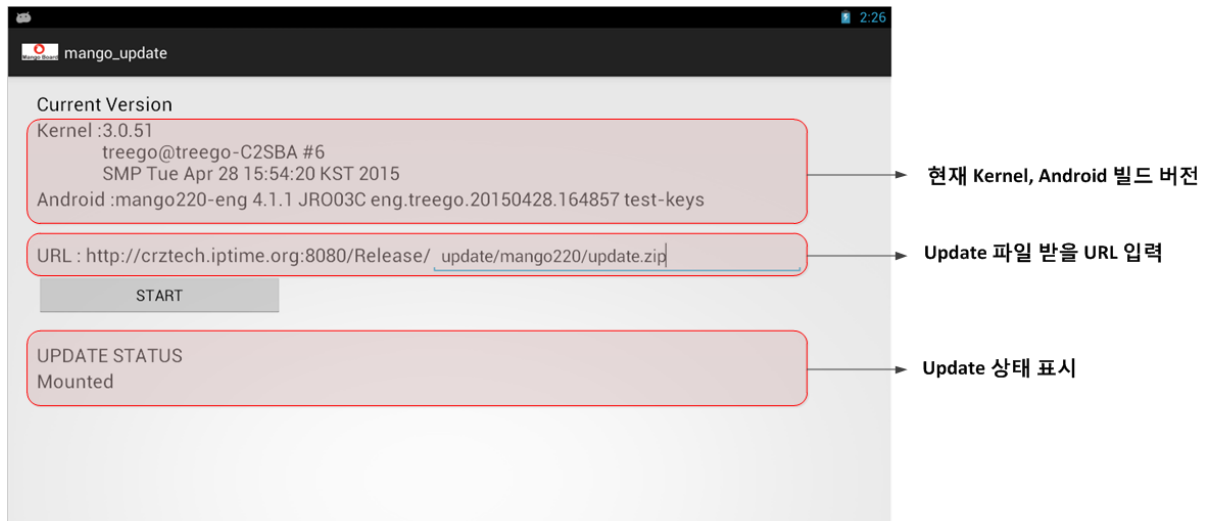 2:26
Mango Board mango_update
Current Version
Kernel :3.0.51
treego@treego-C2SBA #6
SMP Tue Apr 28 15:54:20 KST 2015
Android :mango220-eng 4.1.1 JRO03C eng.treego.20150428.164857 test-keys
현재 Kernel, Android 빌드 버전
URL : http://crztech.iptime.org:8080/Release/ update/mango220/update.zip
Update 파일 받을 URL 입력
START
UPDATE STATUS
Mounted
Update 상태 표시